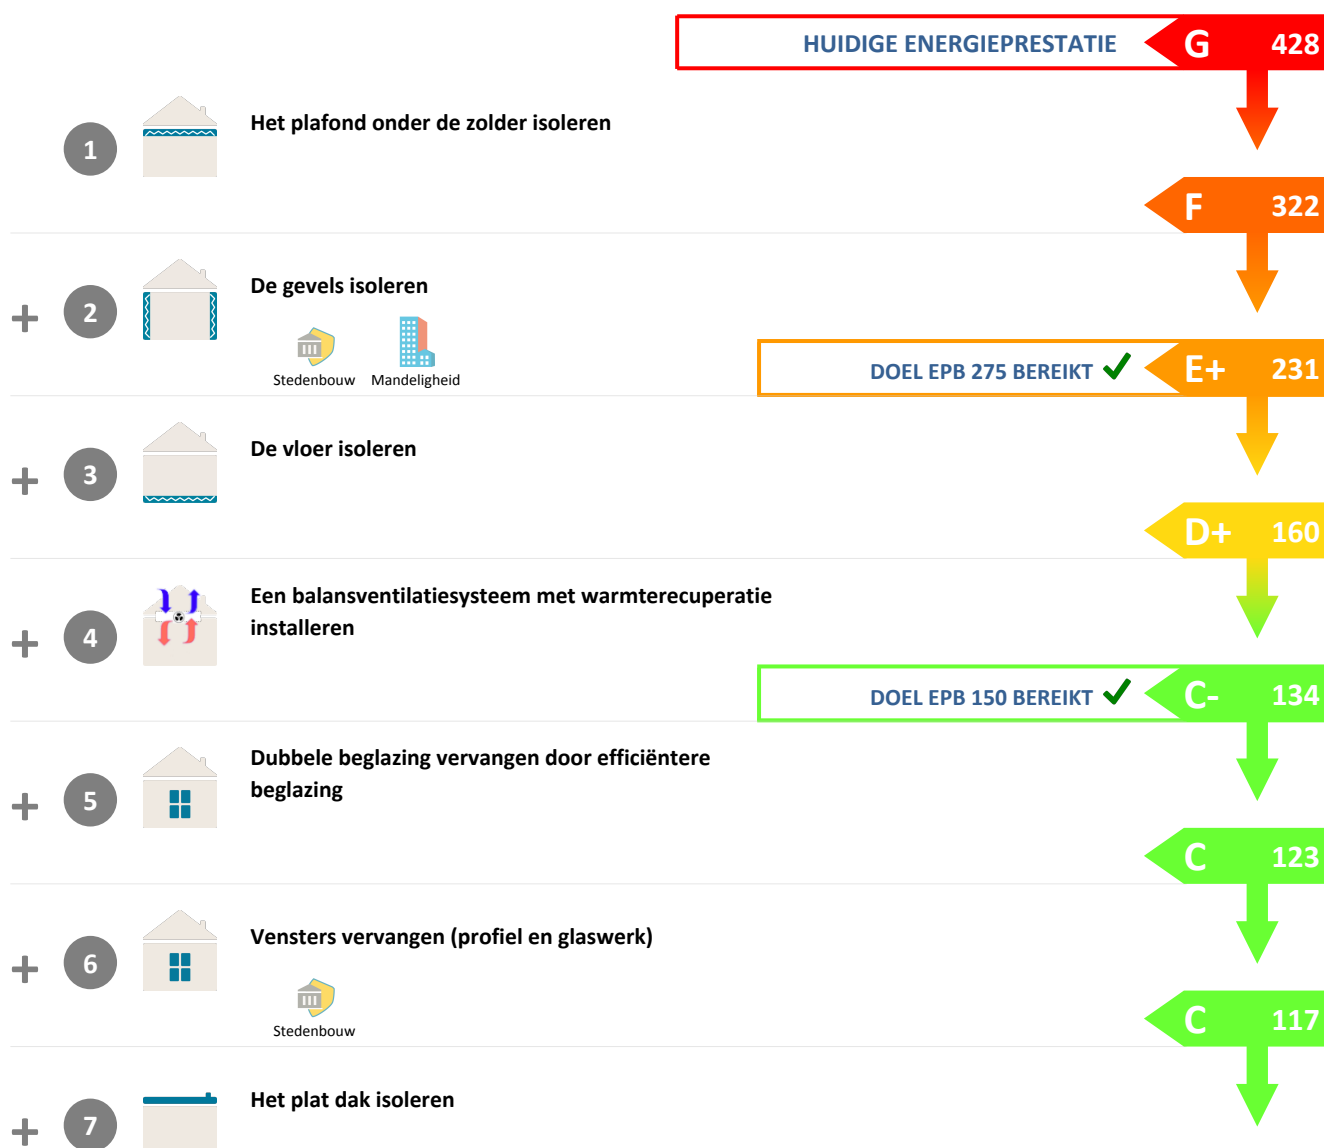 HUIDIGE ENERGIEPRESTATIE G 428
1 Het plafond onder de zolder isoleren
F 322
+ 2 De gevels isoleren
Stedenbouw Mandeligheid
DOEL EPB 275 BEREIKT ✓ E+ 231
+ 3 De vloer isoleren
D+ 160
+ 4 Een balansventilatiesysteem met warmterecuperatie
installeren
DOEL EPB 150 BEREIKT ✓ C- 134
+ 5 Dubbele beglazing vervangen door efficiëntere
beglazing
C 123
+ 6 Vensters vervangen (profiel en glaswerk)
Stedenbouw
C 117
+ 7 Het plat dak isoleren